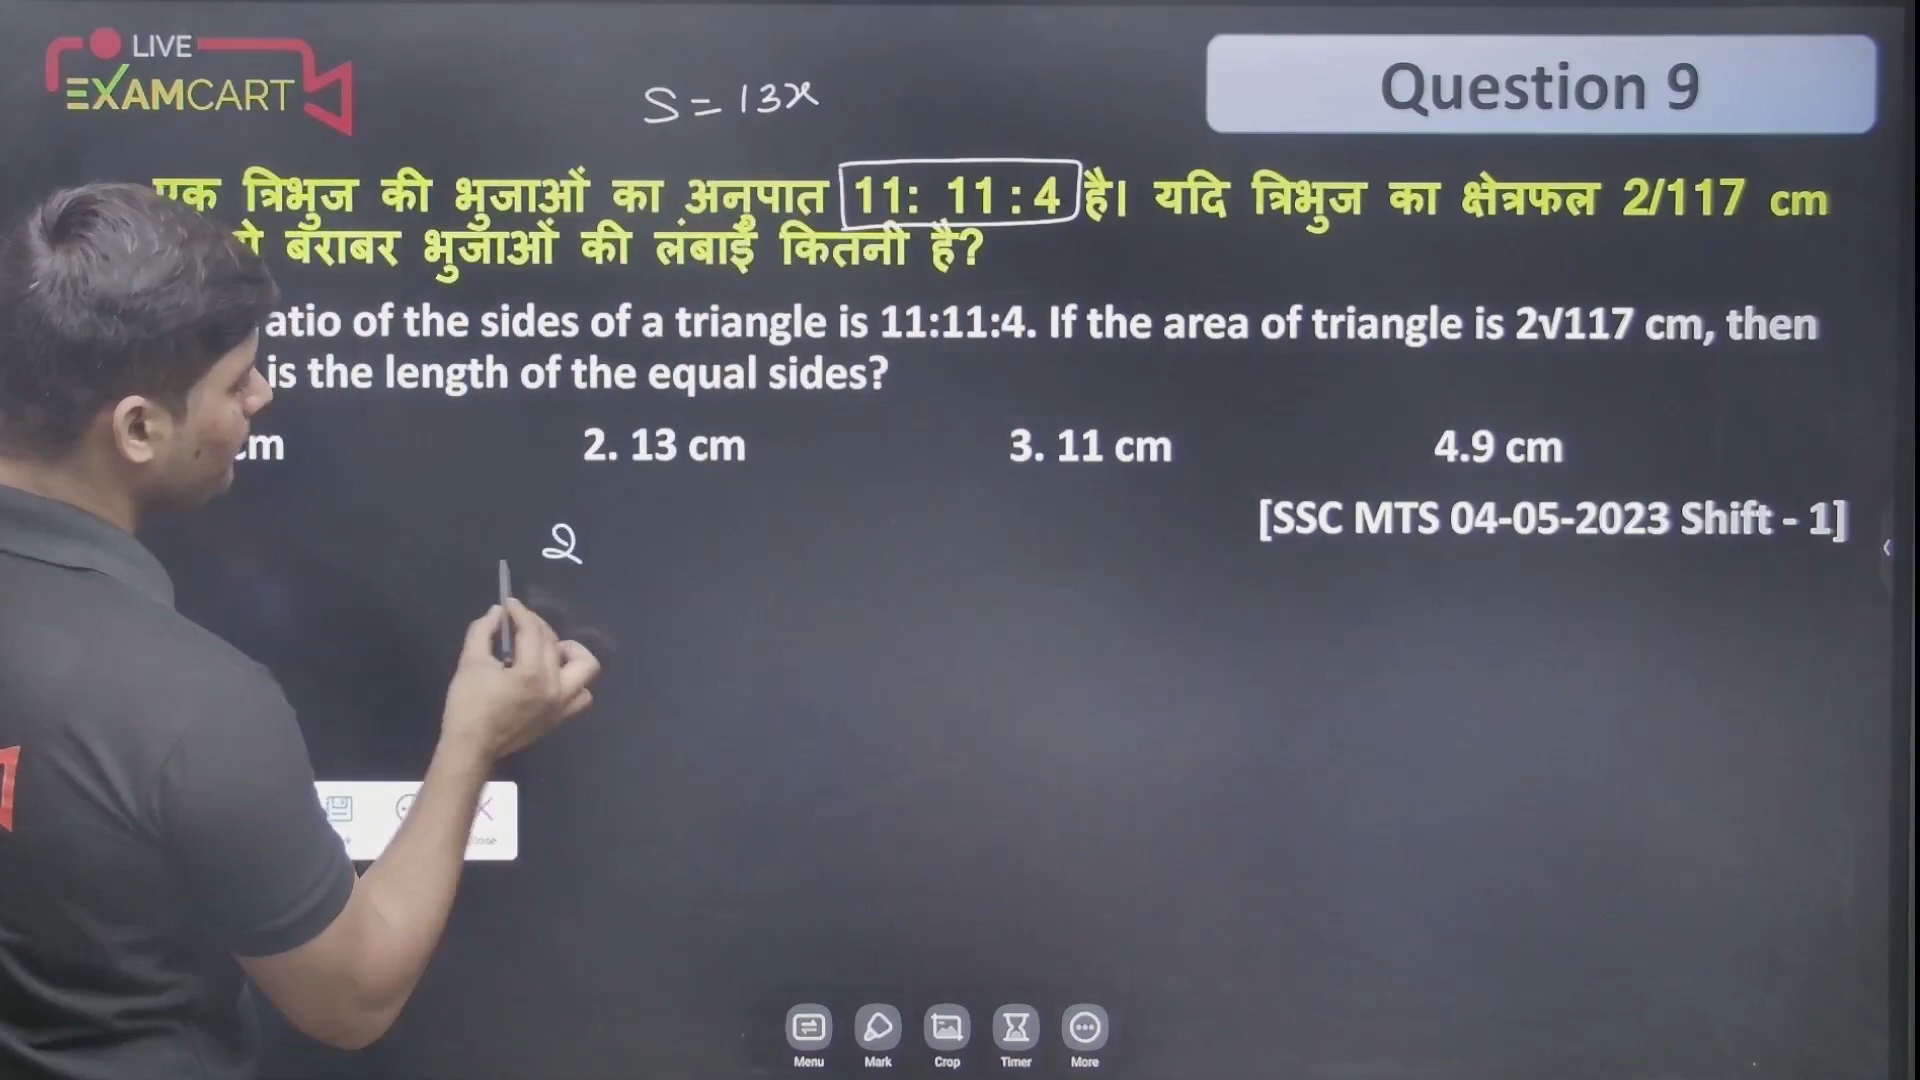 LIVE
EXAMCART
S = 13x
Question 9
एक त्रिभुज की भुजाओं का अनुपात 11: 11 : 4 है। यदि त्रिभुज का क्षेत्रफल 2/117 cm
बराबर भुजाओं की लंबाई कितनी है?
atio of the sides of a triangle is 11:11:4. If the area of triangle is 2√117 cm, then
is the length of the equal sides?
cm 2. 13 cm 3. 11 cm 4.9 cm
[SSC MTS 04-05-2023 Shift - 1]
2
Menu Mark Crop Timer More